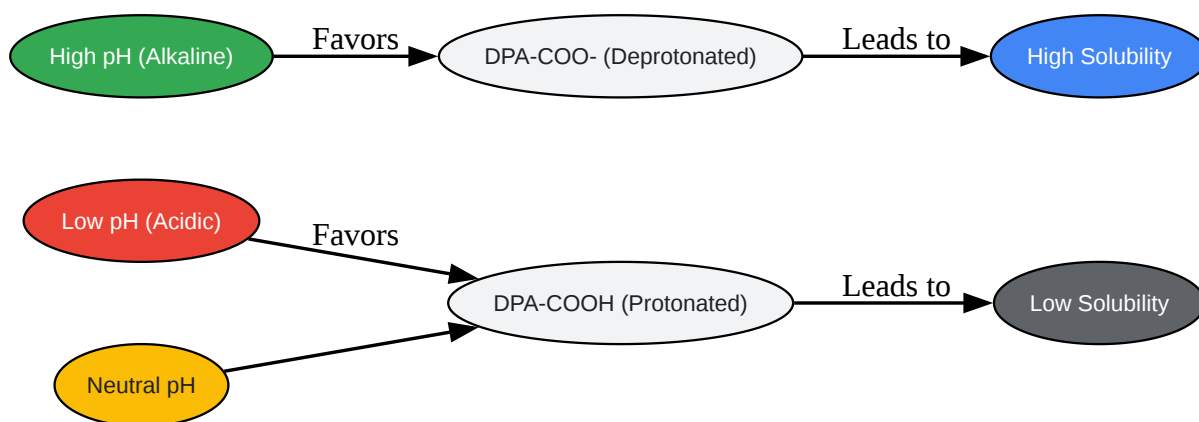 High pH (Alkaline)
Favors
DPA-COO- (Deprotonated)
Leads to
High Solubility
Low pH (Acidic)
Favors
DPA-COOH (Protonated)
Leads to
Low Solubility
Neutral pH